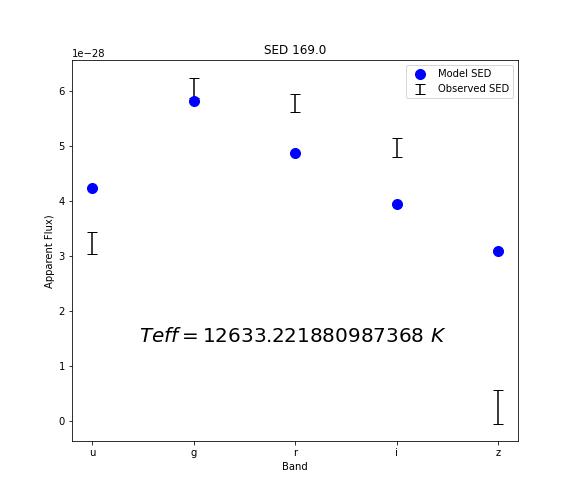 SED 169.0
1e−28
Model SED
Observed SED
6
5
4
3
2
1
0
Apparent Flux)
Teff = 12633.221880987368 K
u g r i z
Band